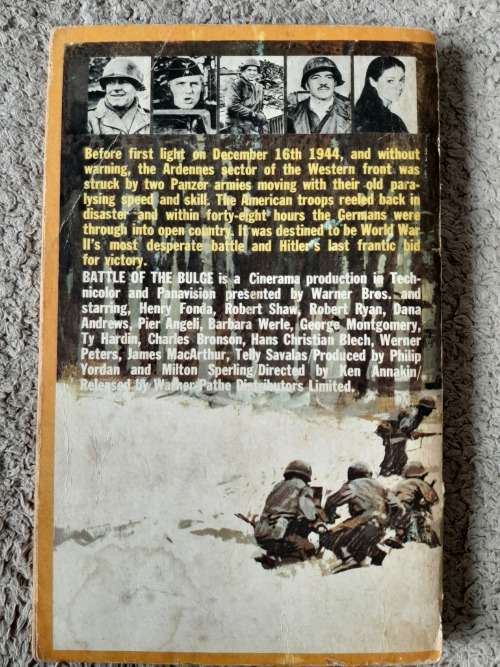 Before first light on December 16th 1944, and without
warning, the Ardennes sector of the Western front was
struck by two Panzer armies moving with their old para-
lysing speed and skill. The American troops reeled back in
disaster and within forty-eight hours the Germans were
through into open country. It was destined to be World War
II's most desperate battle and Hitler's last frantic bid
for victory.
BATTLE OF THE BULGE is a Cinerama production in Tech-
nicolor and Panavision presented by Warner Bros. and
starring, Henry Fonda, Robert Shaw, Robert Ryan, Dana
Andrews, Pier Angeli, Barbara Werle, George Montgomery,
Ty Hardin, Charles Bronson, Hans Christian Blech, Werner
Peters, James MacArthur, Telly Savalas/Produced by Philip
Yordan and Milton Sperling/Directed by Ken Annakin/
Released by Warner-Pathe Distributors Limited.